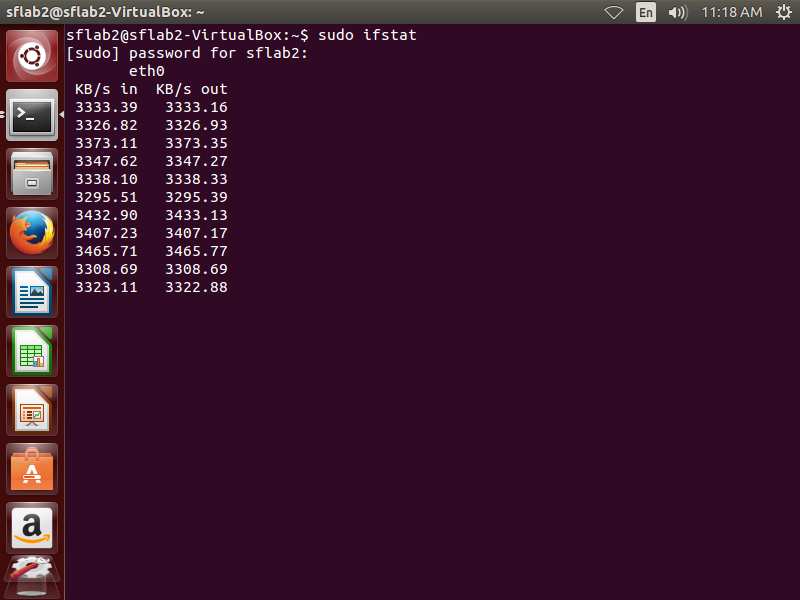 sflab2@sflab2-VirtualBox: ~
En
11:18 AM
sflab2@sflab2-VirtualBox:~$ sudo ifstat
[sudo] password for sflab2:
eth0
KB/s in  KB/s out
3333.39   3333.16
3326.82   3326.93
3373.11   3373.35
3347.62   3347.27
3338.10   3338.33
3295.51   3295.39
3432.90   3433.13
3407.23   3407.17
3465.71   3465.77
3308.69   3308.69
3323.11   3322.88